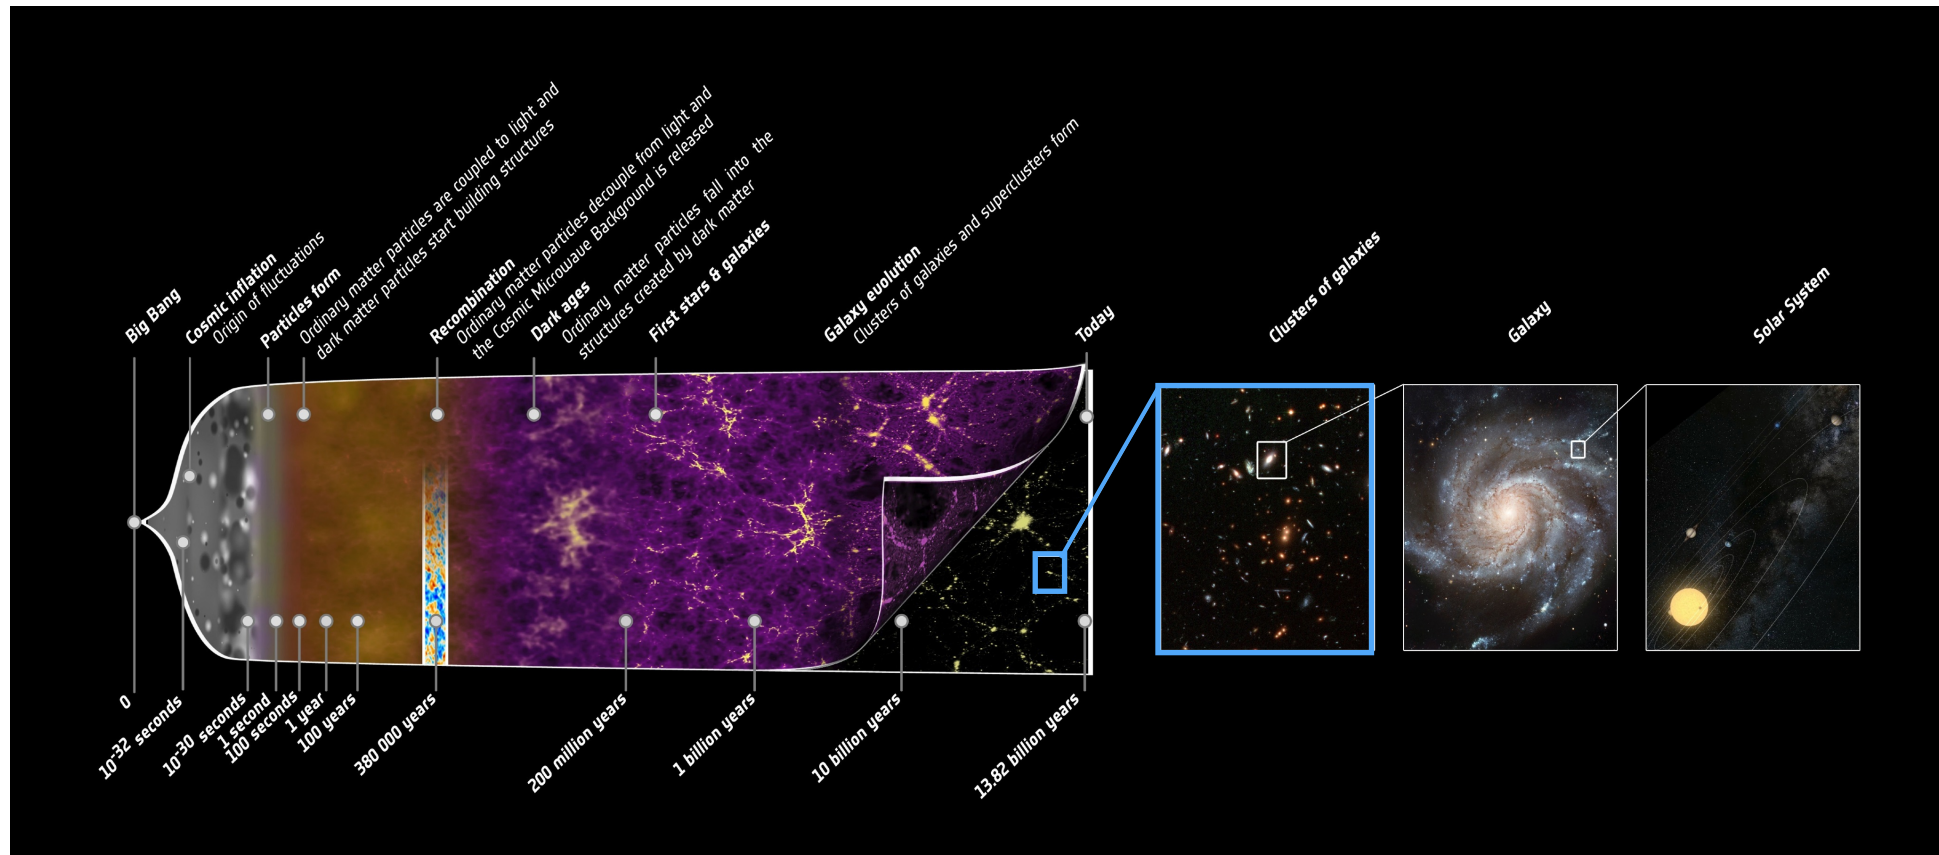 Big Bang
Cosmic inflation
Origin of fluctuations
Particles form
Ordinary matter particles are coupled to light and
dark matter particles start building structures
Recombination
Ordinary matter particles decouple from light and
the Cosmic Microwave Background is released
Dark ages
Ordinary matter particles fall into the
structures created by dark matter
First stars & galaxies
Galaxy evolution
Clusters of galaxies and superclusters form
Today
Clusters of galaxies
Galaxy
Solar System
0
10-32 seconds
10-30 seconds
1 second
100 seconds
1 year
100 years
380 000 years
200 million years
1 billion years
10 billion years
13.82 billion years